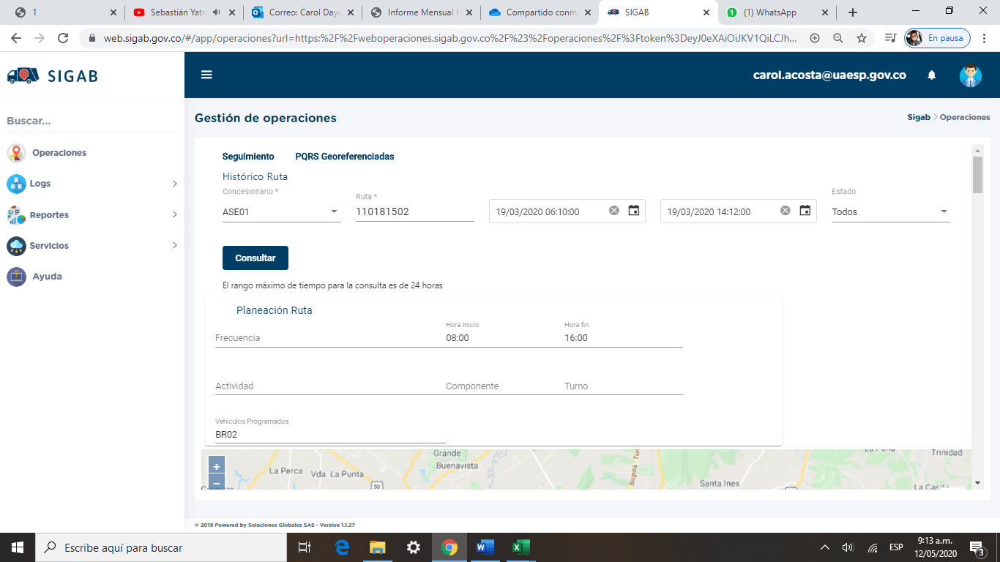 1
Sebastián Yatr
Correo: Carol Daya
Informe Mensual
Compartido conm
SIGAB
(1) WhatsApp
web.sigab.gov.co/#/app/operaciones?url=https:%2F%2Fweboperaciones.sigab.gov.co%2F%23%2Foperaciones%2F%3Ftoken%3DeyJ0eXAiOiJKV1QiLCJh...
En pausa
SIGAB
carol.acosta@uaesp.gov.co
Buscar...
Operaciones
Logs
Reportes
Servicios
Ayuda
Gestión de operaciones
Sigab > Operaciones
Seguimiento PQRS Georeferenciadas
Histórico Ruta
Concesionario * Ruta * Estado
ASE01 110181502 19/03/2020 06:10:00 19/03/2020 14:12:00 Todos
Consultar
El rango máximo de tiempo para la consulta es de 24 horas
Planeación Ruta
Hora Inicio Hora fin
Frecuencia 08:00 16:00
Actividad Componente Turno
Vehiculos Programados
BR02
+
−
La Perca
Vda. La Punta
Grande
Buenavista
50
Bogotá - Tun
Santa Ines
La Peña
Trinidad
La Casita
© 2019 Powered by Soluciones Globales SAS - Version 1.1.27
Escribe aquí para buscar
ESP
9:13 a.m.
12/05/2020
3